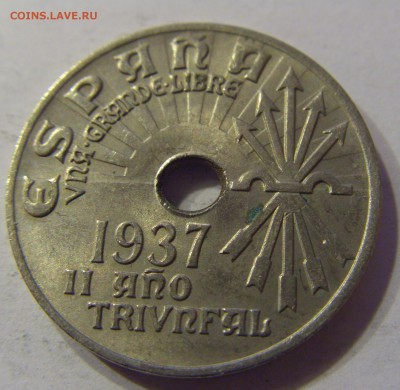 COINS.LAVE.RU
ESPAÑA
VNA·GRANDE·LIBRE
1937
II AÑO
TRIVNFAL